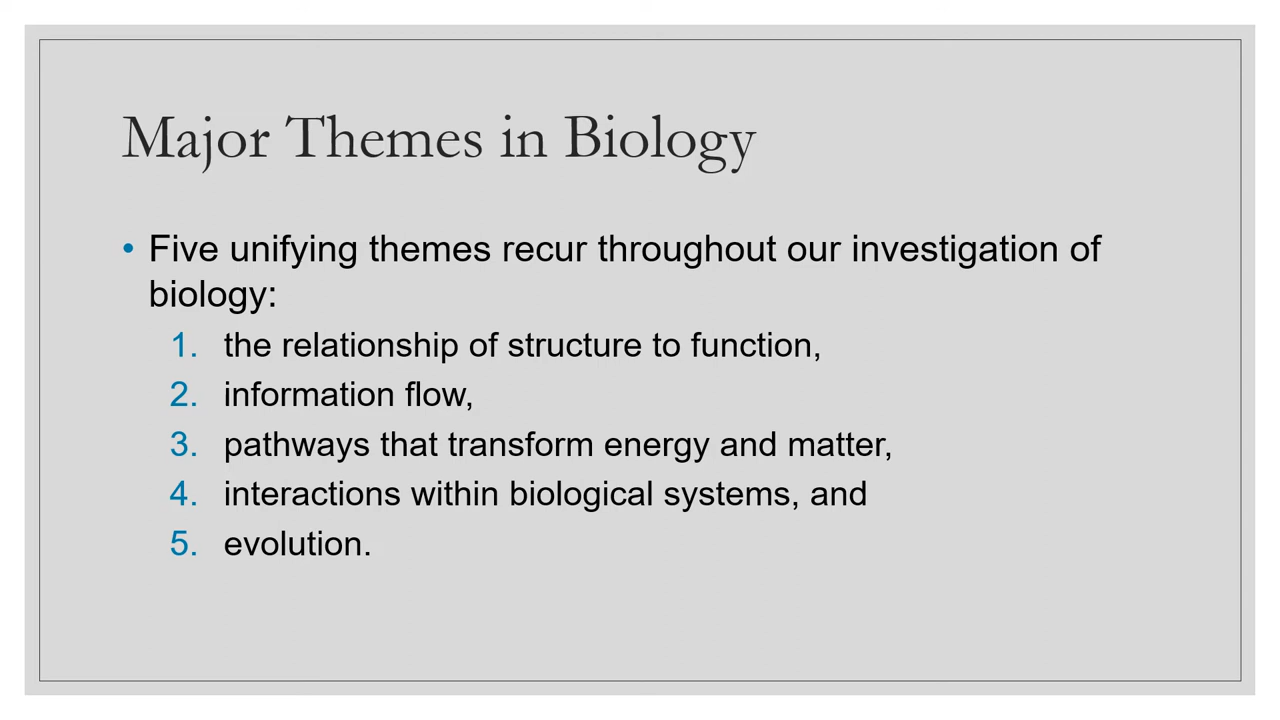 Major Themes in Biology
• Five unifying themes recur throughout our investigation of
biology:
1. the relationship of structure to function,
2. information flow,
3. pathways that transform energy and matter,
4. interactions within biological systems, and
5. evolution.